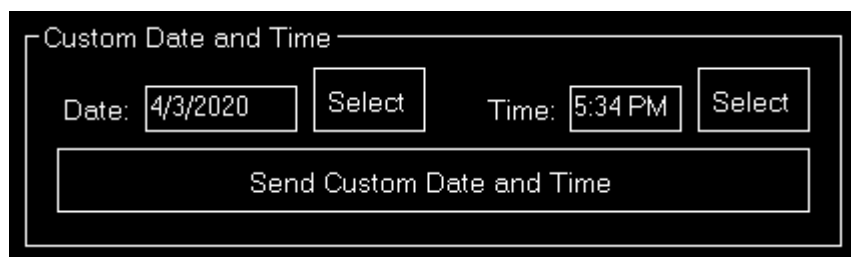 Custom Date and Time
Date: 4/3/2020 Select Time: 5:34 PM Select
Send Custom Date and Time